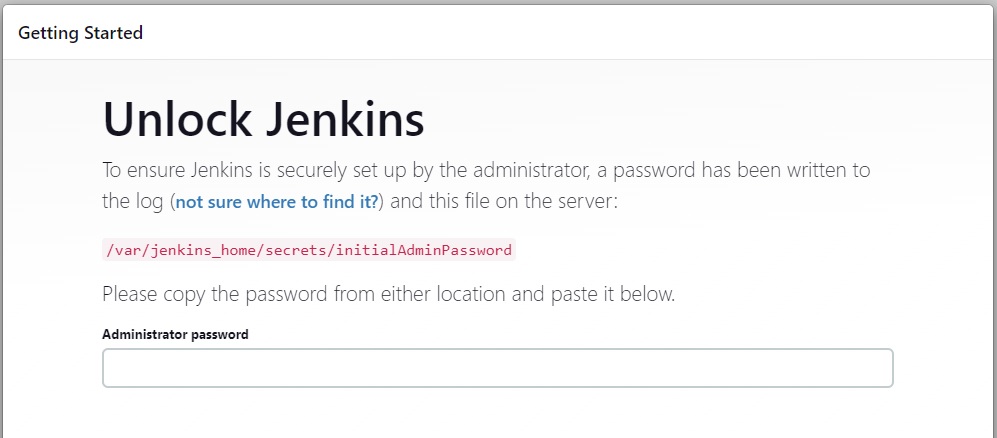 Getting Started
Unlock Jenkins
To ensure Jenkins is securely set up by the administrator, a password has been written to
the log (not sure where to find it?) and this file on the server:
/var/jenkins_home/secrets/initialAdminPassword
Please copy the password from either location and paste it below.
Administrator password